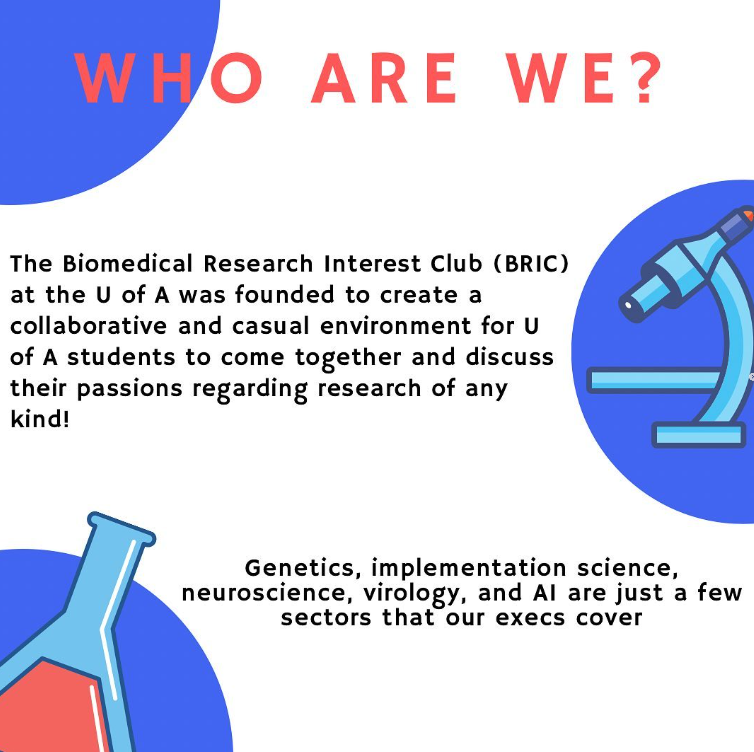 WHO ARE WE?
The Biomedical Research Interest Club (BRIC)
at the U of A was founded to create a
collaborative and casual environment for U
of A students to come together and discuss
their passions regarding research of any
kind!
Genetics, implementation science,
neuroscience, virology, and AI are just a few
sectors that our execs cover